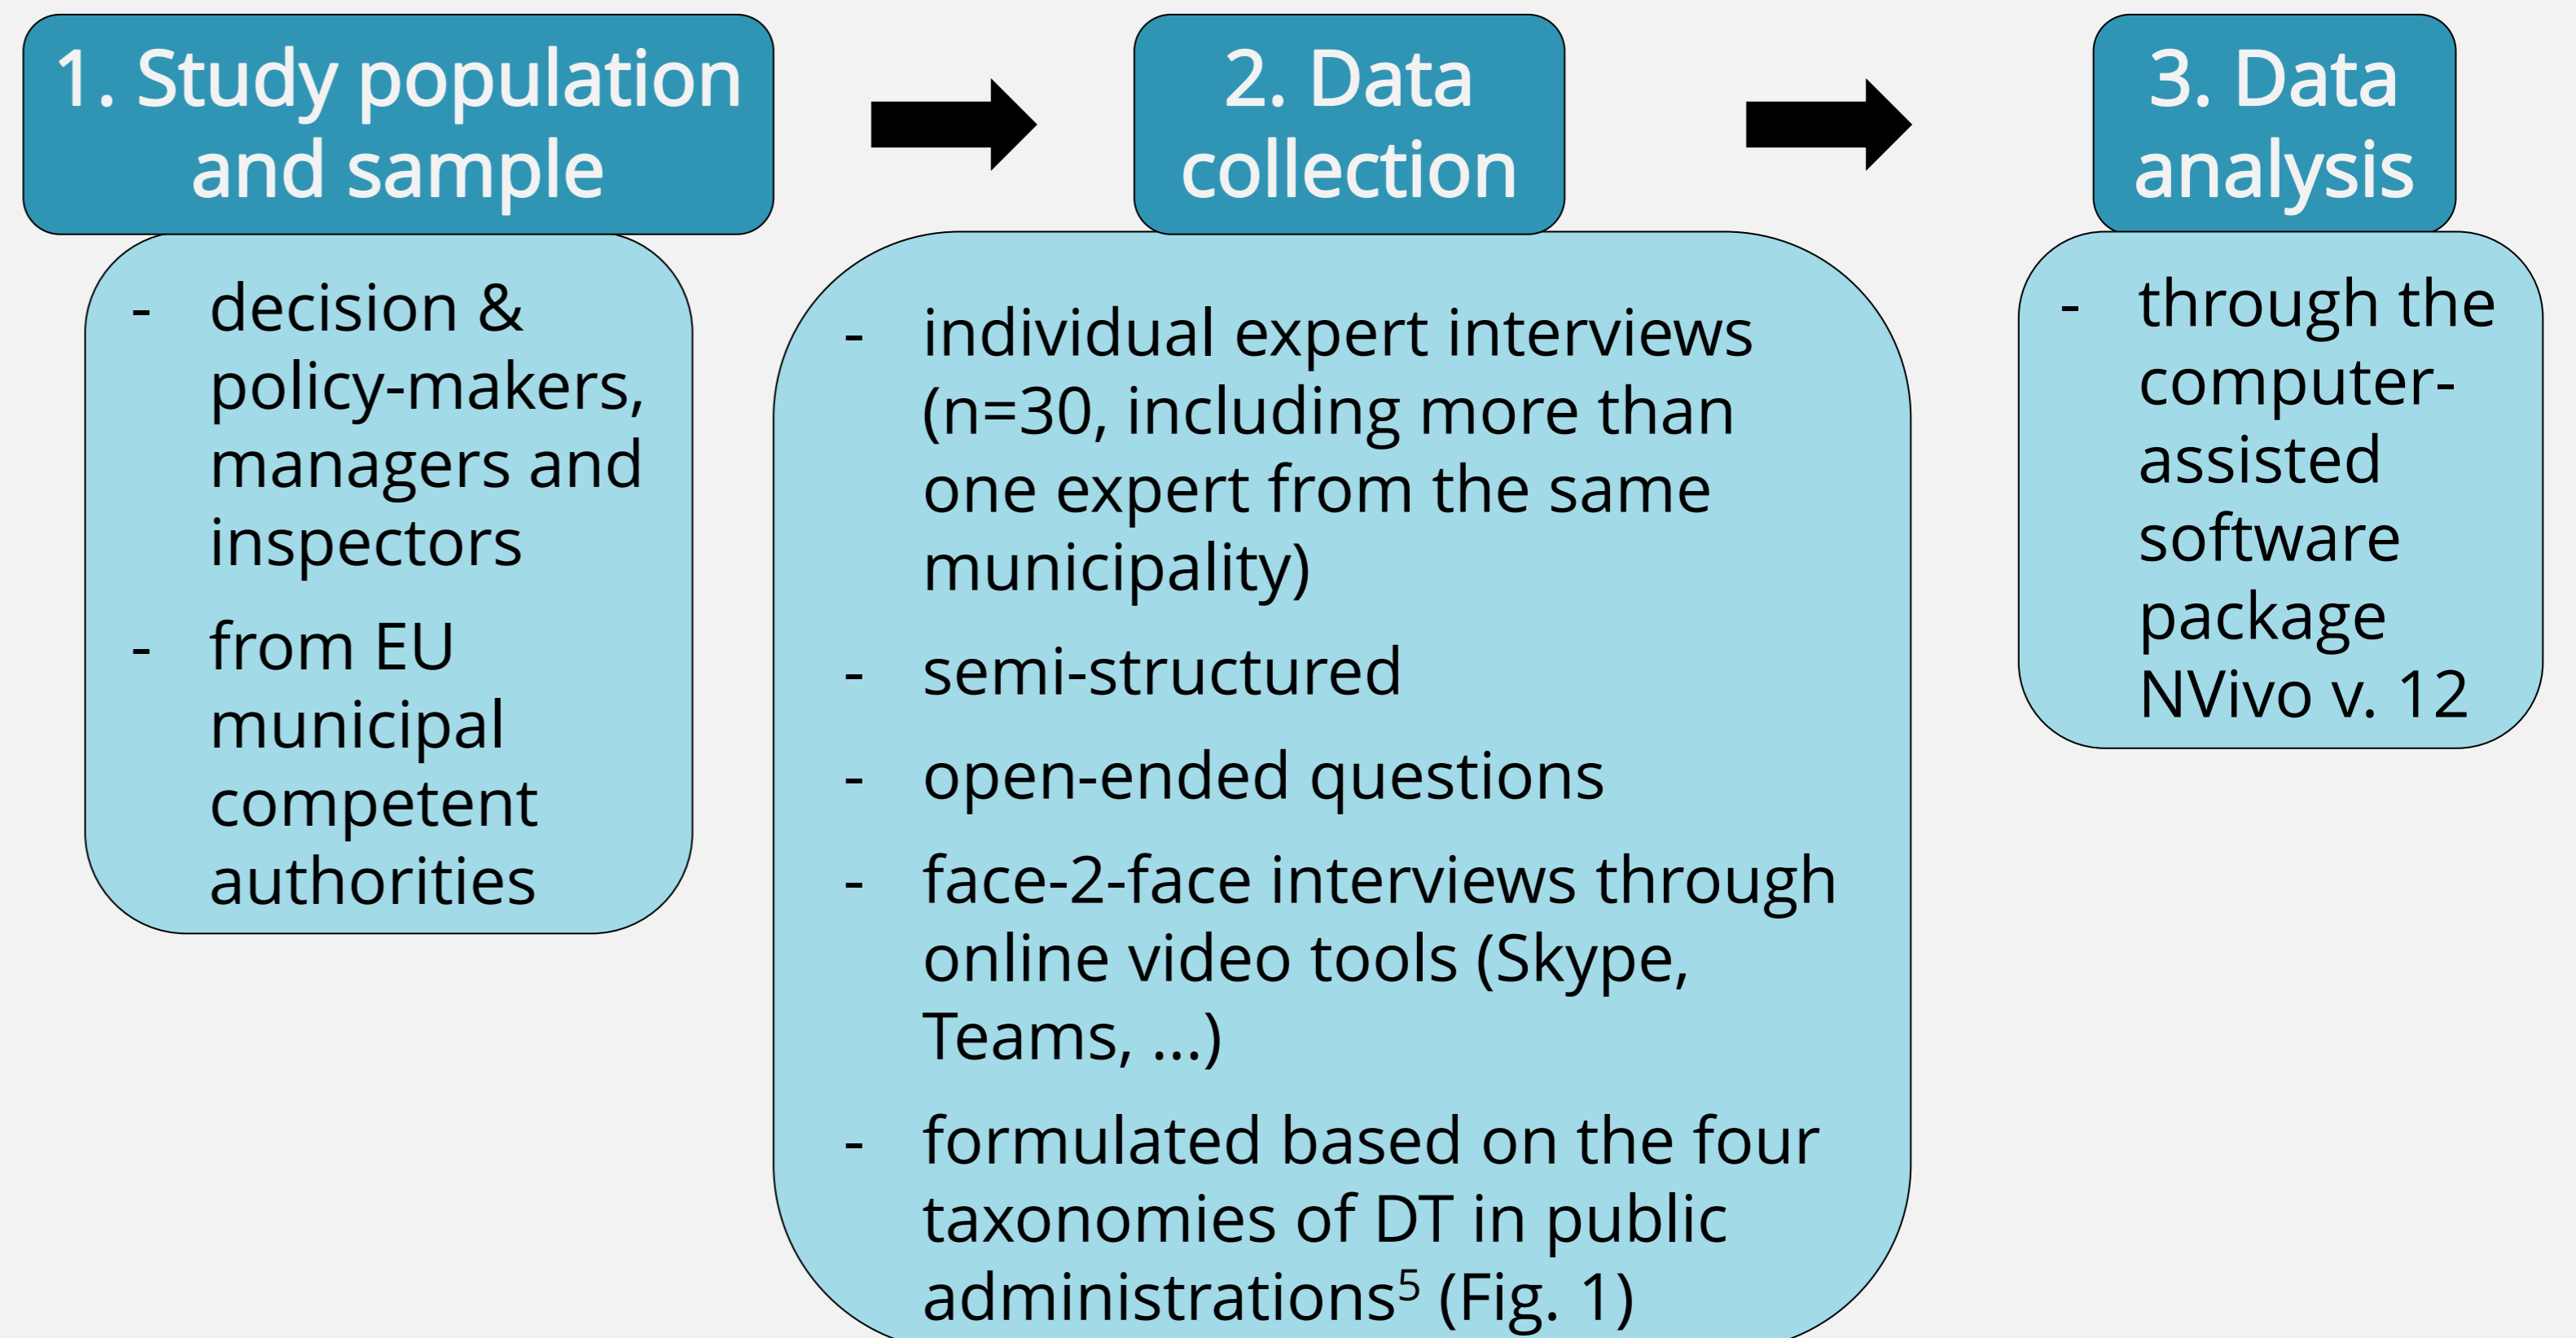 1. Study population
and sample
- decision &
policy-makers,
managers and
inspectors
- from EU
municipal
competent
authorities
2. Data
collection
- individual expert interviews
(n=30, including more than
one expert from the same
municipality)
- semi-structured
- open-ended questions
- face-2-face interviews through
online video tools (Skype,
Teams, ...)
- formulated based on the four
taxonomies of DT in public
administrations⁵ (Fig. 1)
3. Data
analysis
- through the
computer-
assisted
software
package
NVivo v. 12